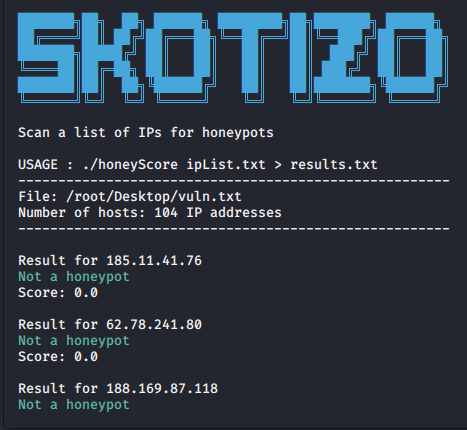 SKOTIZO
Scan a list of IPs for honeypots
USAGE : ./honeyScore ipList.txt > results.txt
------------------------------------------------------
File: /root/Desktop/vuln.txt
Number of hosts: 104 IP addresses
------------------------------------------------------
Result for 185.11.41.76
Not a honeypot
Score: 0.0
Result for 62.78.241.80
Not a honeypot
Score: 0.0
Result for 188.169.87.118
Not a honeypot